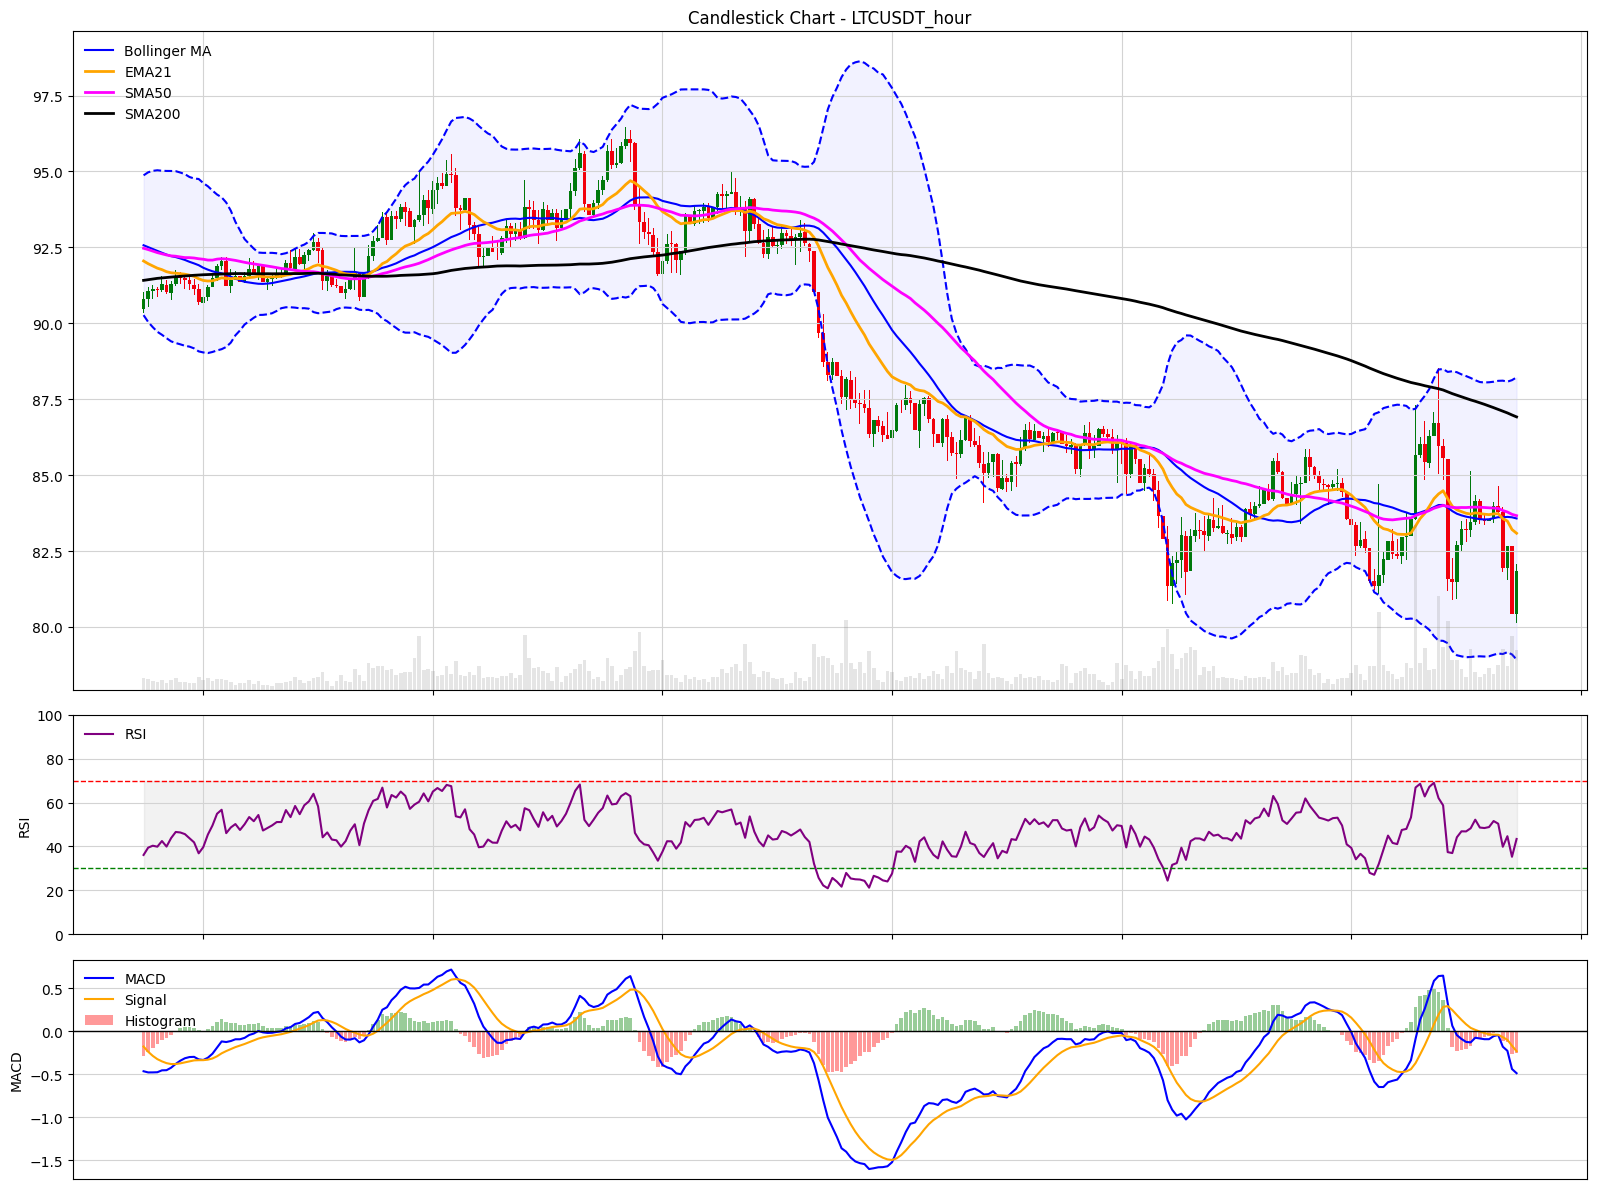 Candlestick Chart - LTCUSDT_hour
Bollinger MA
EMA21
SMA50
SMA200
97.5
95.0
92.5
90.0
87.5
85.0
82.5
80.0
RSI
100
80
60
40
20
0
RSI
MACD
Signal
Histogram
0.5
0.0
−0.5
−1.0
−1.5
MACD